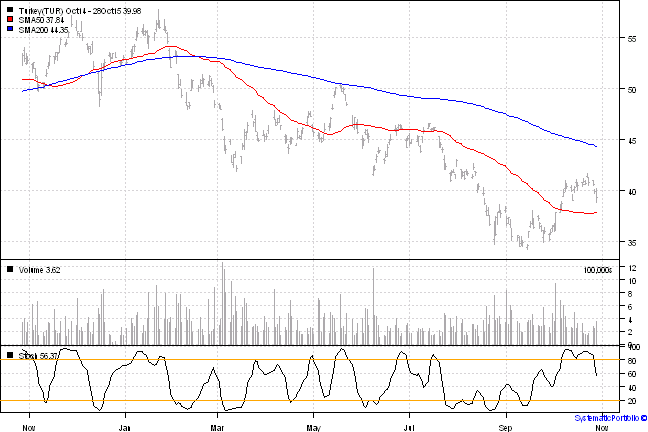 Turkey(TUR) Oct14 - 28Oct15 39.98
SMA50 37.84
SMA200 44.35
55
50
45
40
35
Volume 3.62
100,000s
12
10
8
6
4
2
0
Stosh 56.37
100
80
60
40
20
Nov Jan Mar May Jul Sep Nov
SystematicPortfolio ©